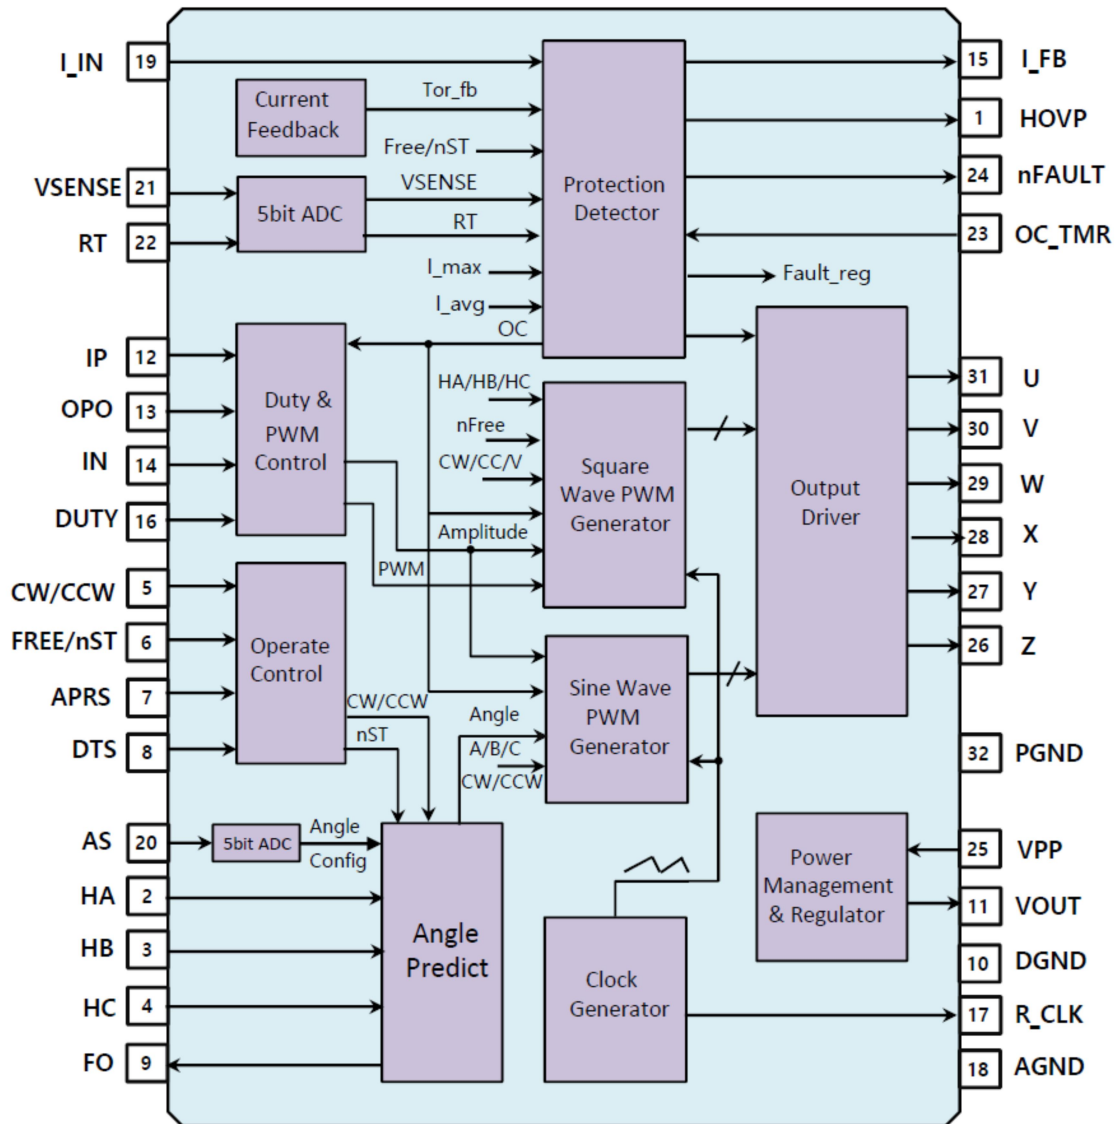 I_IN
19
Current
Feedback
Tor_fb
Free/nST
VSENSE
21
RT
22
5bit ADC
VSENSE
RT
I_max
I_avg
OC
Protection
Detector
15
I_FB
1
HOVP
24
nFAULT
23
OC_TMR
Fault_reg
IP
12
OPO
13
IN
14
DUTY
16
Duty &
PWM
Control
HA/HB/HC
nFree
CW/CC/V
Amplitude
PWM
Square
Wave PWM
Generator
Output
Driver
31
U
30
V
29
W
28
X
27
Y
26
Z
CW/CCW
5
FREE/nST
6
APRS
7
DTS
8
Operate
Control
CW/CCW
nST
Angle
A/B/C
CW/CCW
Sine Wave
PWM
Generator
32
PGND
AS
20
5bit ADC
Angle
Config
HA
2
HB
3
HC
4
FO
9
Angle
Predict
Clock
Generator
Power
Management
& Regulator
25
VPP
11
VOUT
10
DGND
17
R_CLK
18
AGND